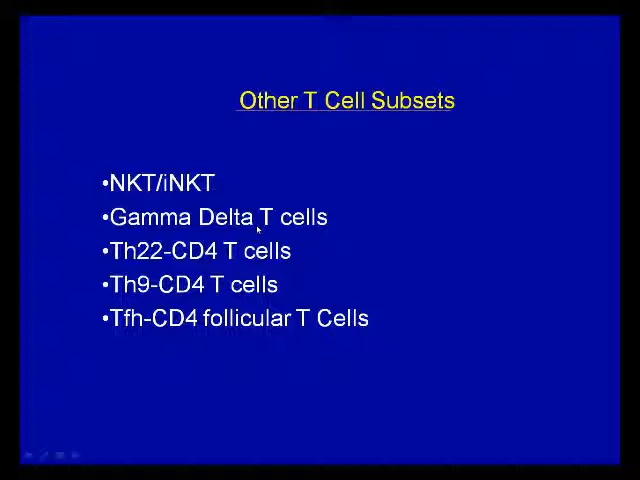 Other T Cell Subsets
•NKT/iNKT
•Gamma Delta T cells
•Th22-CD4 T cells
•Th9-CD4 T cells
•Tfh-CD4 follicular T Cells